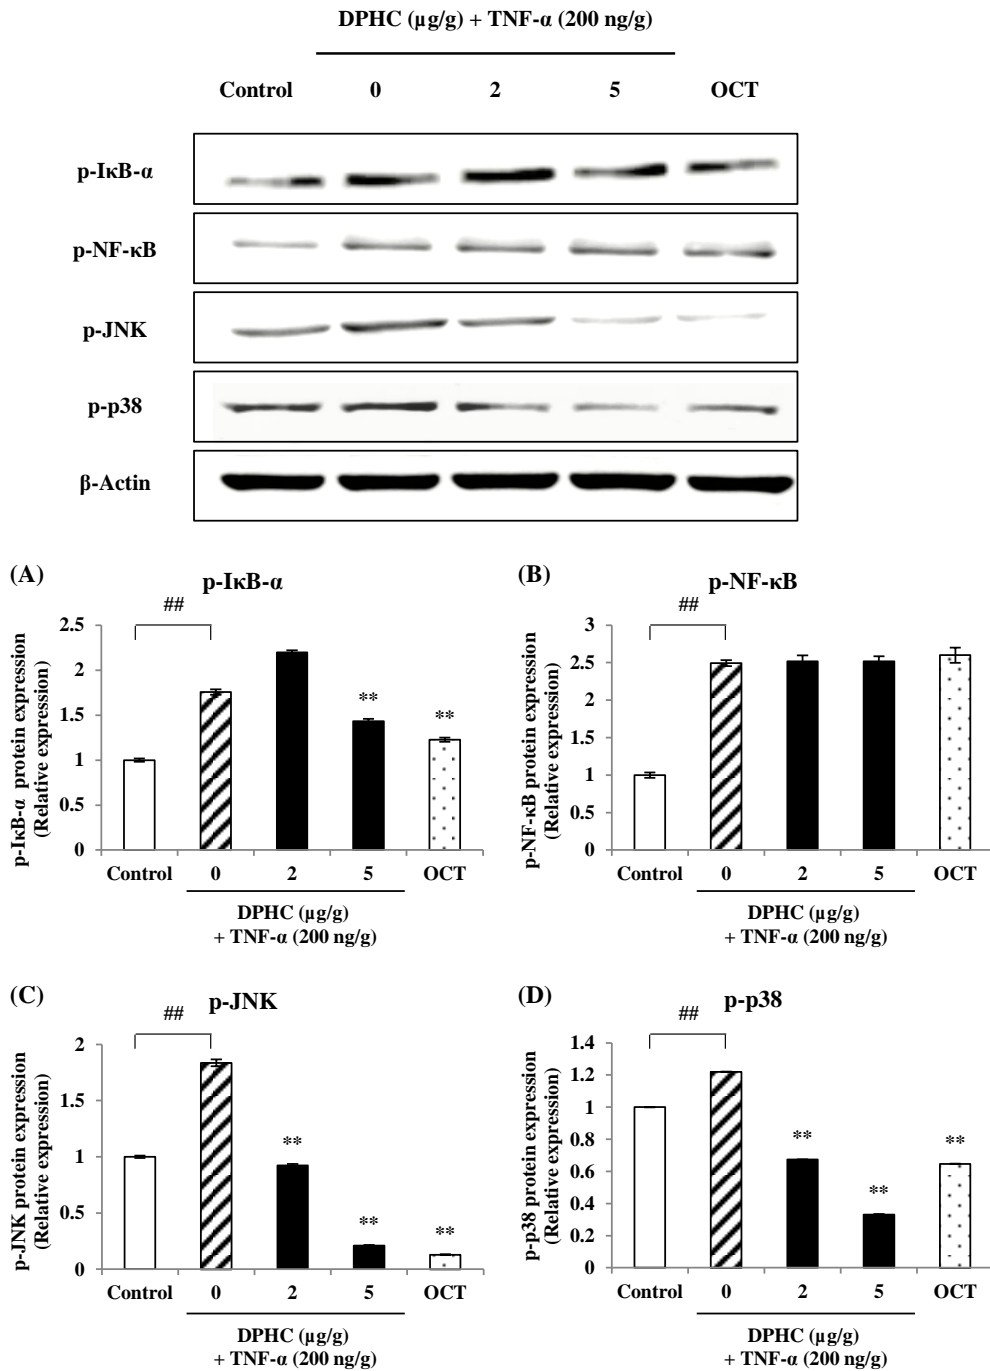 DPHC (µg/g) + TNF-α (200 ng/g)
Control 0 2 5 OCT
p-IκB-α
p-NF-κB
p-JNK
p-p38
β-Actin
(A)
p-IκB-α
##
p-IκB-α protein expression
(Relative expression)
2.5
2
1.5
1
0.5
0
**
**
Control 0 2 5 OCT
DPHC (µg/g)
+ TNF-α (200 ng/g)
(B)
p-NF-κB
##
p-NF-κB protein expression
(Relative expression)
3
2.5
2
1.5
1
0.5
0
Control 0 2 5 OCT
DPHC (µg/g)
+ TNF-α (200 ng/g)
(C)
p-JNK
##
p-JNK protein expression
(Relative expression)
2
1.5
1
0.5
0
**
**
**
Control 0 2 5 OCT
DPHC (µg/g)
+ TNF-α (200 ng/g)
(D)
p-p38
##
p-p38 protein expression
(Relative expression)
1.4
1.2
1
0.8
0.6
0.4
0.2
0
**
**
**
Control 0 2 5 OCT
DPHC (µg/g)
+ TNF-α (200 ng/g)